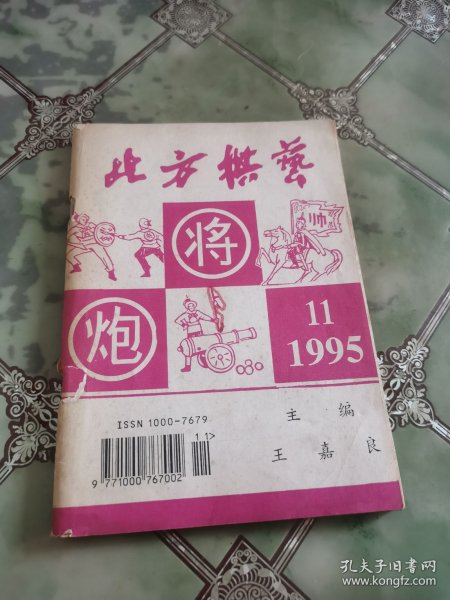 北方棋艺
将
帅
炮
11
1995
ISSN 1000-7679
11>
9 771000 767002
主编
王嘉良
孔夫子旧书网
www.kongfz.com